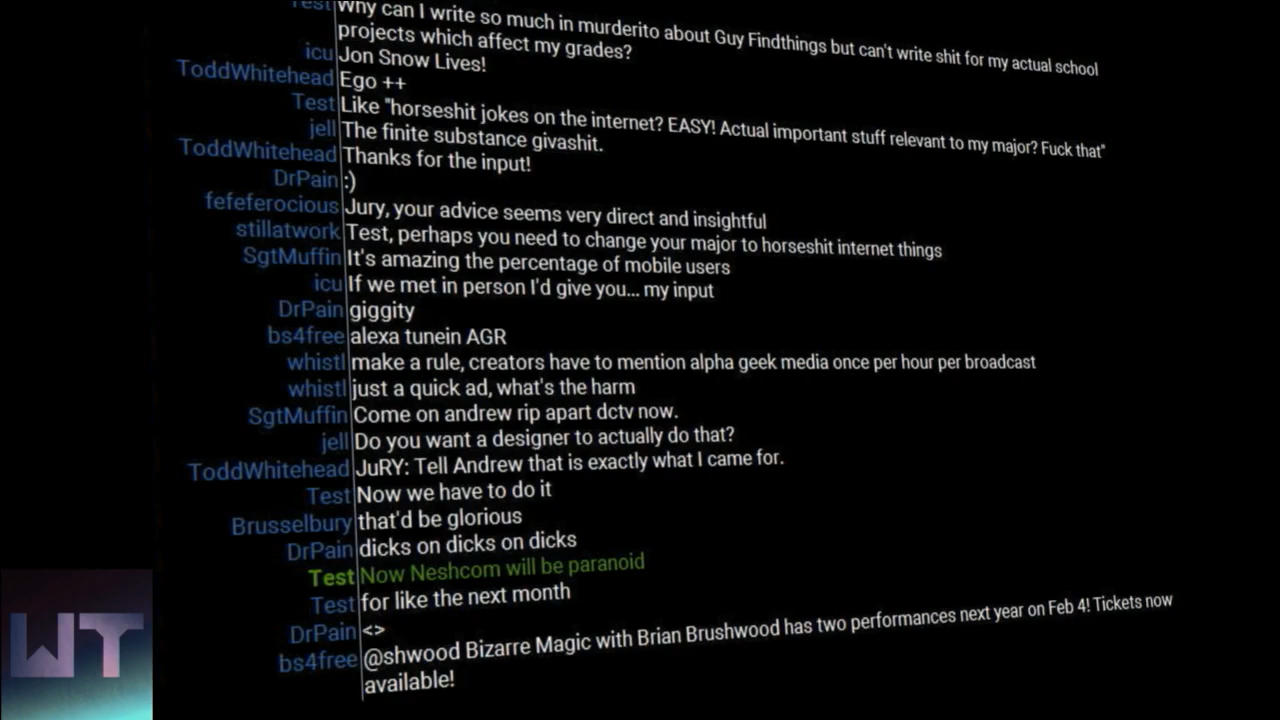 Test Why can I write so much in murderito about Guy Findthings but can't write shit for my actual school
projects which affect my grades?
icu Jon Snow Lives!
ToddWhitehead Ego ++
Test Like "horseshit jokes on the internet? EASY! Actual important stuff relevant to my major? Fuck that"
jell The finite substance givashit.
ToddWhitehead Thanks for the input!
DrPain :)
fefeferocious Jury, your advice seems very direct and insightful
stillatwork Test, perhaps you need to change your major to horseshit internet things
SgtMuffin It's amazing the percentage of mobile users
icu If we met in person I'd give you... my input
DrPain giggity
bs4free alexa tunein AGR
whistl make a rule, creators have to mention alpha geek media once per hour per broadcast
whistl just a quick ad, what's the harm
SgtMuffin Come on andrew rip apart dctv now.
jell Do you want a designer to actually do that?
ToddWhitehead JuRY: Tell Andrew that is exactly what I came for.
Test Now we have to do it
Brusselbury that'd be glorious
DrPain dicks on dicks on dicks
Test Now Neshcom will be paranoid
Test for like the next month
DrPain <>
bs4free @shwood Bizarre Magic with Brian Brushwood has two performances next year on Feb 4! Tickets now
available!
WT